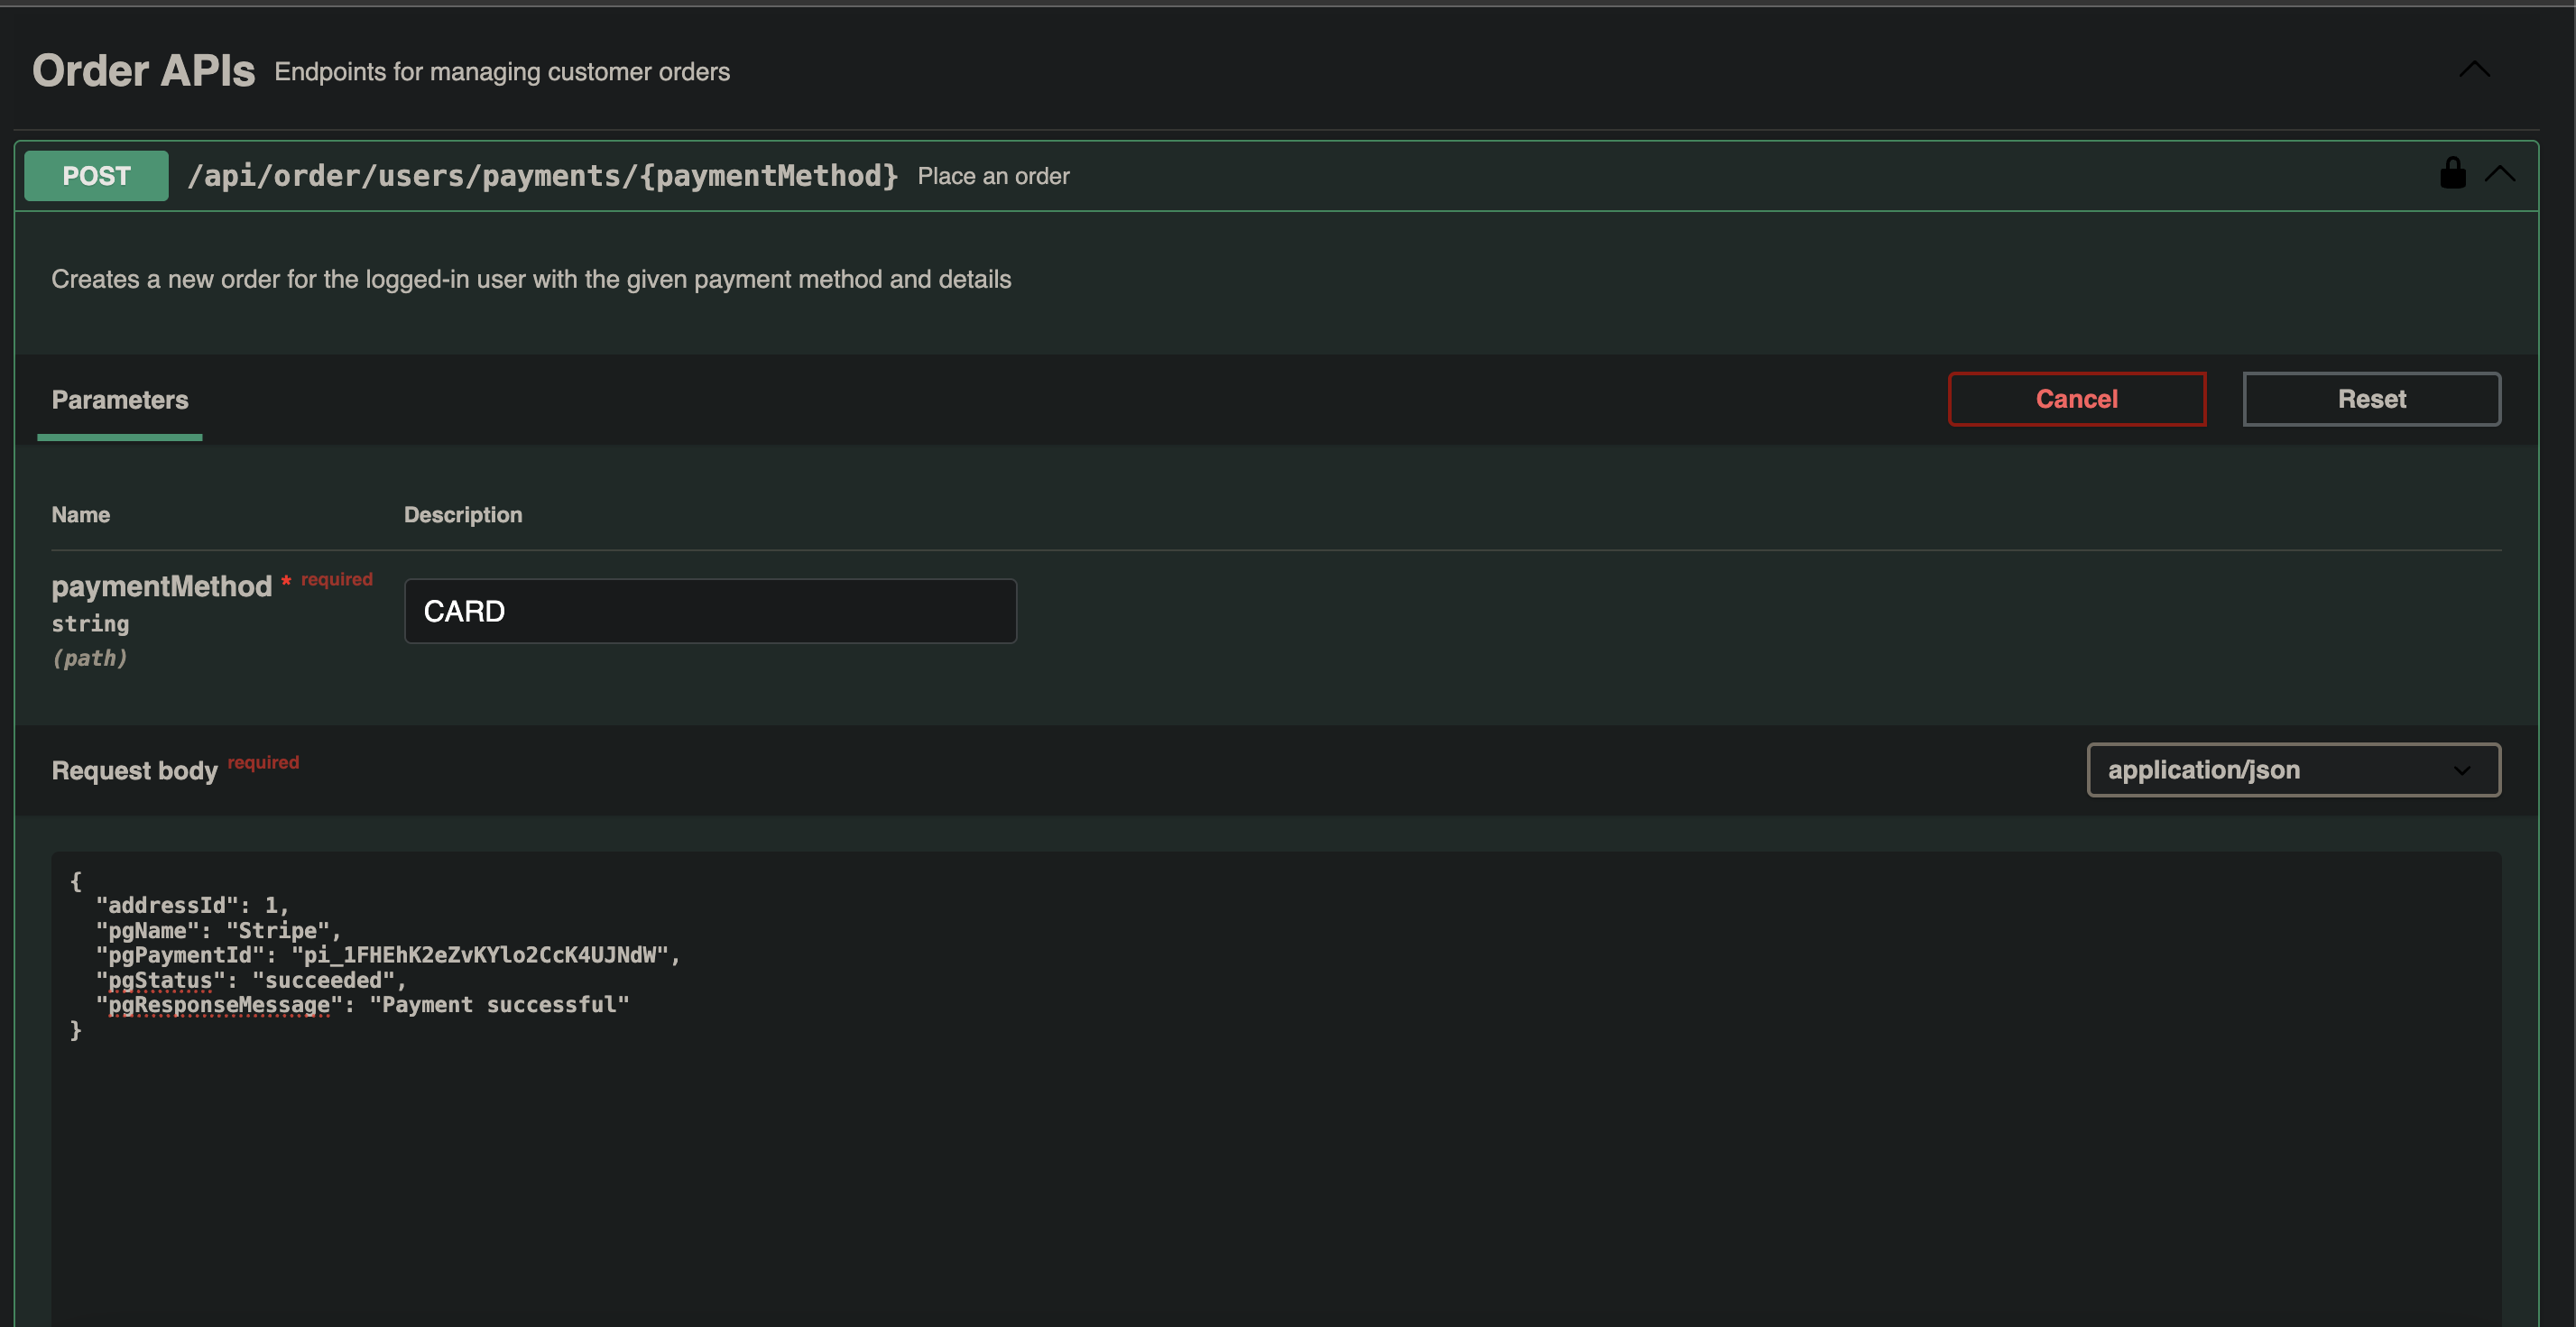 Order APIs Endpoints for managing customer orders
POST /api/order/users/payments/{paymentMethod} Place an order
Creates a new order for the logged-in user with the given payment method and details
Parameters
Cancel
Reset
Name Description
paymentMethod * required
string
(path)
CARD
Request body required
application/json
{
  "addressId": 1,
  "pgName": "Stripe",
  "pgPaymentId": "pi_1FHEhK2eZvKYlo2CcK4UJNdW",
  "pgStatus": "succeeded",
  "pgResponseMessage": "Payment successful"
}